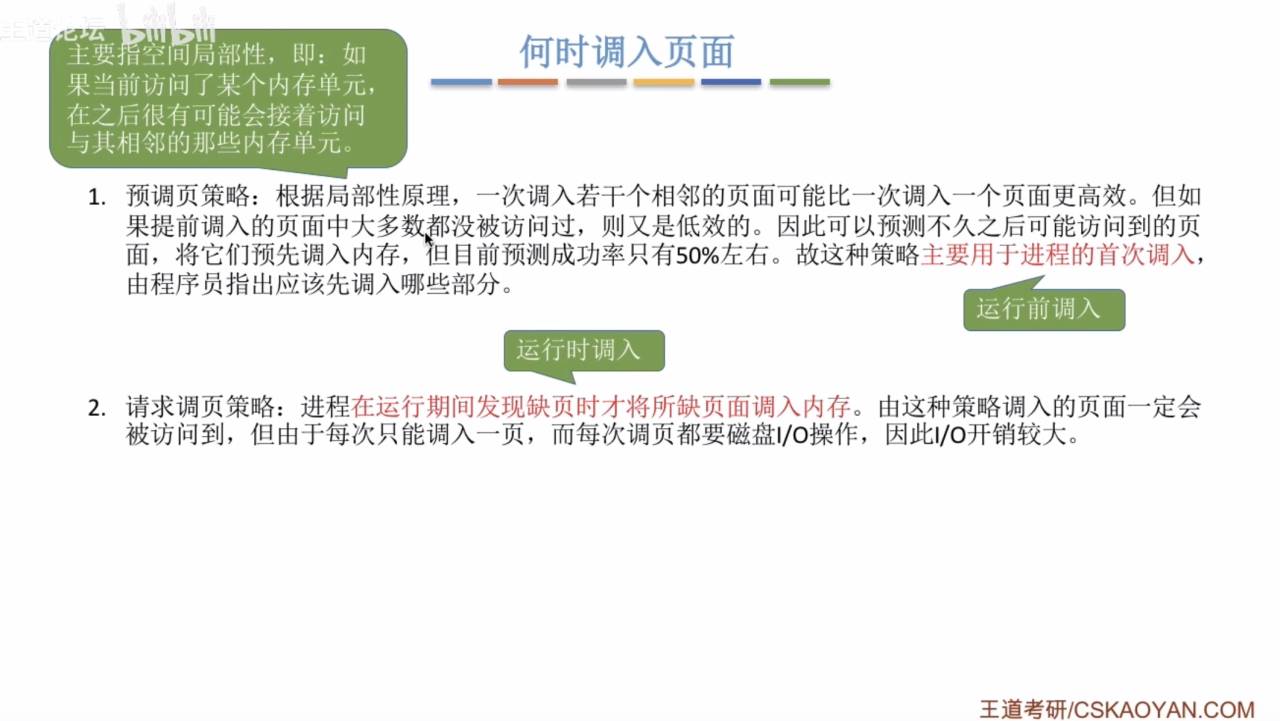 王道论坛 bilibili
何时调入页面
主要指空间局部性，即：如
果当前访问了某个内存单元，
在之后很有可能会接着访问
与其相邻的那些内存单元。
1. 预调页策略：根据局部性原理，一次调入若干个相邻的页面可能比一次调入一个页面更高效。但如
果提前调入的页面中大多数都没被访问过，则又是低效的。因此可以预测不久之后可能访问到的页
面，将它们预先调入内存，但目前预测成功率只有50%左右。故这种策略主要用于进程的首次调入，
由程序员指出应该先调入哪些部分。
运行前调入
运行时调入
2. 请求调页策略：进程在运行期间发现缺页时才将所缺页面调入内存。由这种策略调入的页面一定会
被访问到，但由于每次只能调入一页，而每次调页都要磁盘I/O操作，因此I/O开销较大。
王道考研/CSKAOYAN.COM